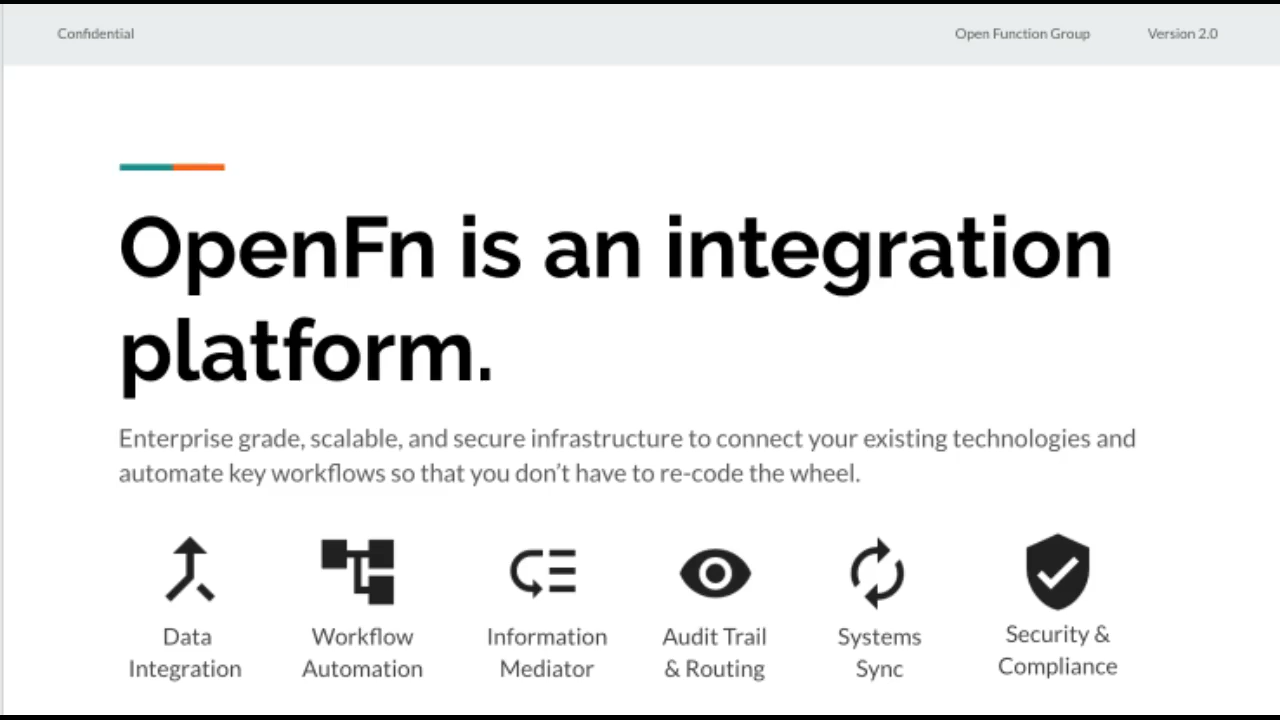 Confidential
Open Function Group
Version 2.0
OpenFn is an integration
platform.
Enterprise grade, scalable, and secure infrastructure to connect your existing technologies and
automate key workflows so that you don’t have to re-code the wheel.
Data
Integration
Workflow
Automation
Information
Mediator
Audit Trail
& Routing
Systems
Sync
Security &
Compliance